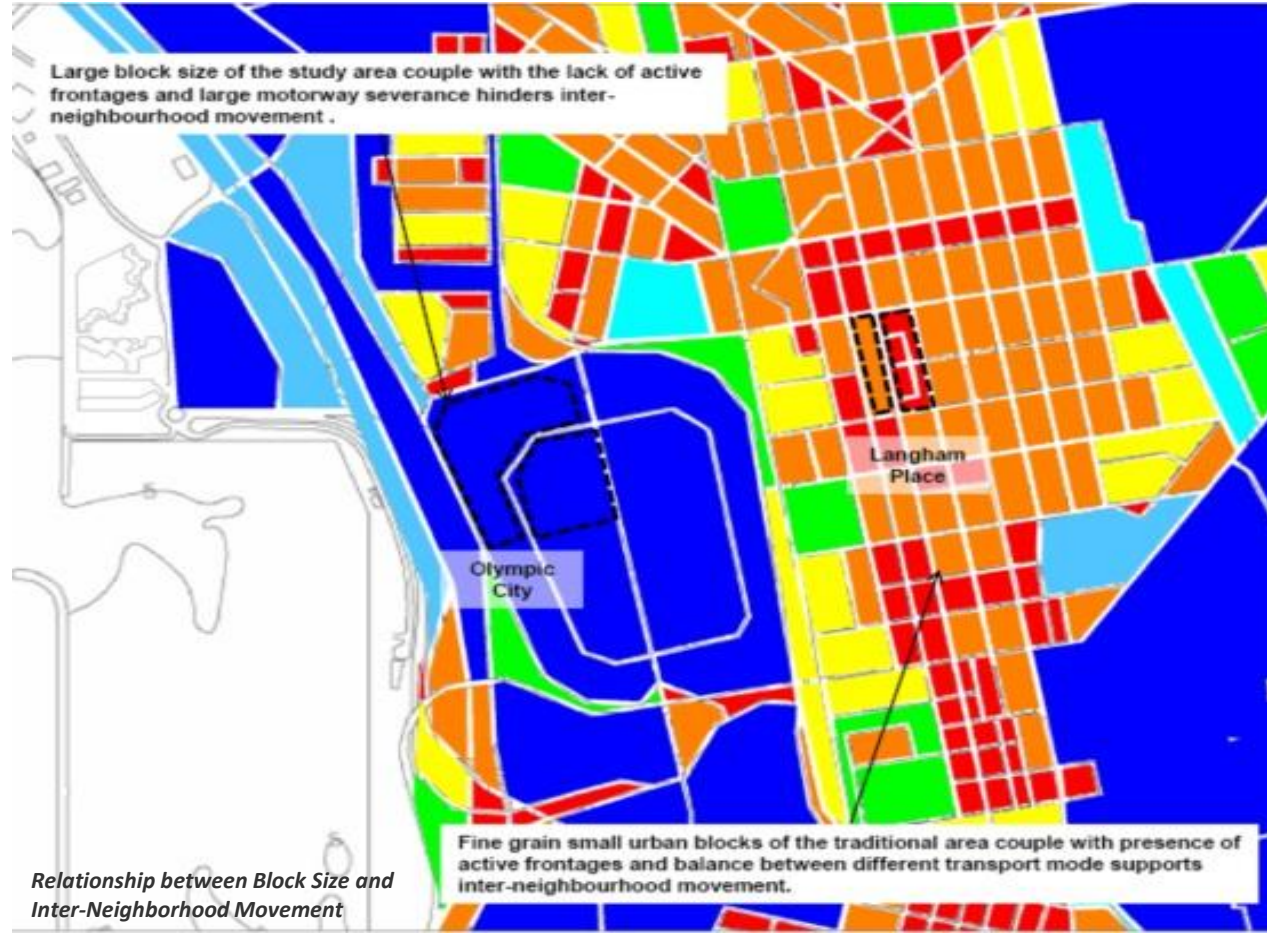 Large block size of the study area couple with the lack of active
frontages and large motorway severance hinders inter-
neighbourhood movement .
Langham
Place
Olympic
City
Fine grain small urban blocks of the traditional area couple with presence of
active frontages and balance between different transport mode supports
inter-neighbourhood movement.
Relationship between Block Size and
Inter-Neighborhood Movement